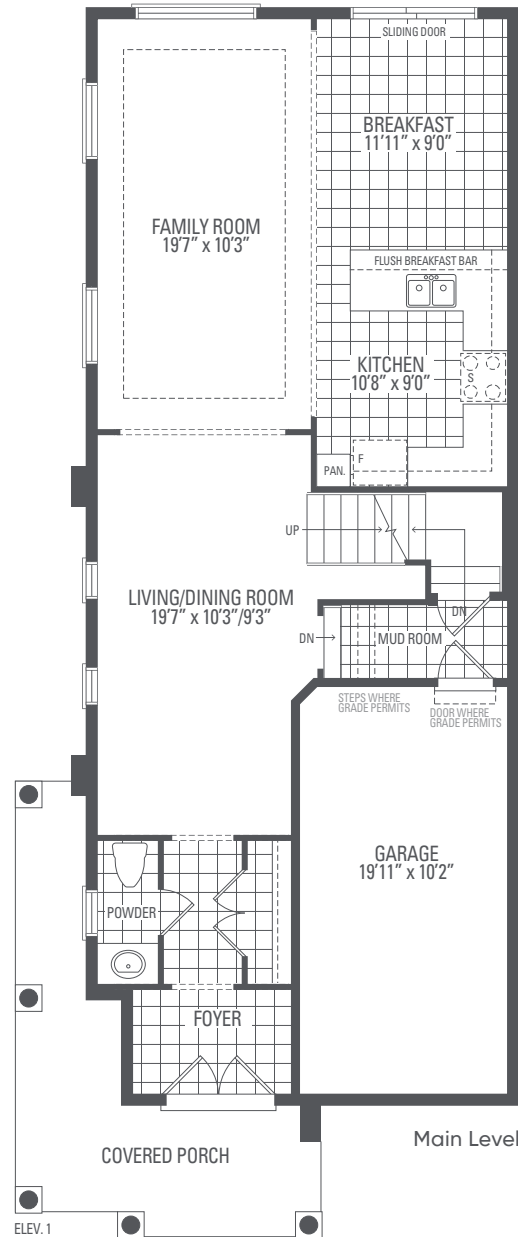 SLIDING DOOR
BREAKFAST
11'11" x 9'0"
FAMILY ROOM
19'7" x 10'3"
FLUSH BREAKFAST BAR
KITCHEN
10'8" x 9'0"
S
F
PAN.
UP
LIVING/DINING ROOM
19'7" x 10'3"/9'3"
DN
DN
MUD ROOM
STEPS WHERE
GRADE PERMITS
DOOR WHERE
GRADE PERMITS
GARAGE
19'11" x 10'2"
POWDER
FOYER
Main Level
COVERED PORCH
ELEV. 1